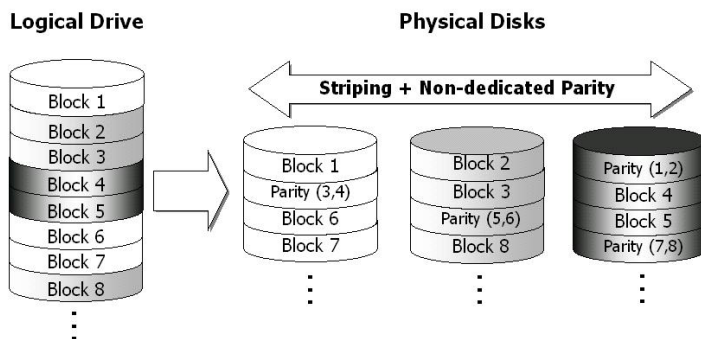 Logical Drive
Physical Disks
Striping + Non-dedicated Parity
Block 1
Block 2
Block 3
Block 4
Block 5
Block 6
Block 7
Block 8
Block 1
Parity (3,4)
Block 6
Block 7
Block 2
Block 3
Parity (5,6)
Block 8
Parity (1,2)
Block 4
Block 5
Parity (7,8)